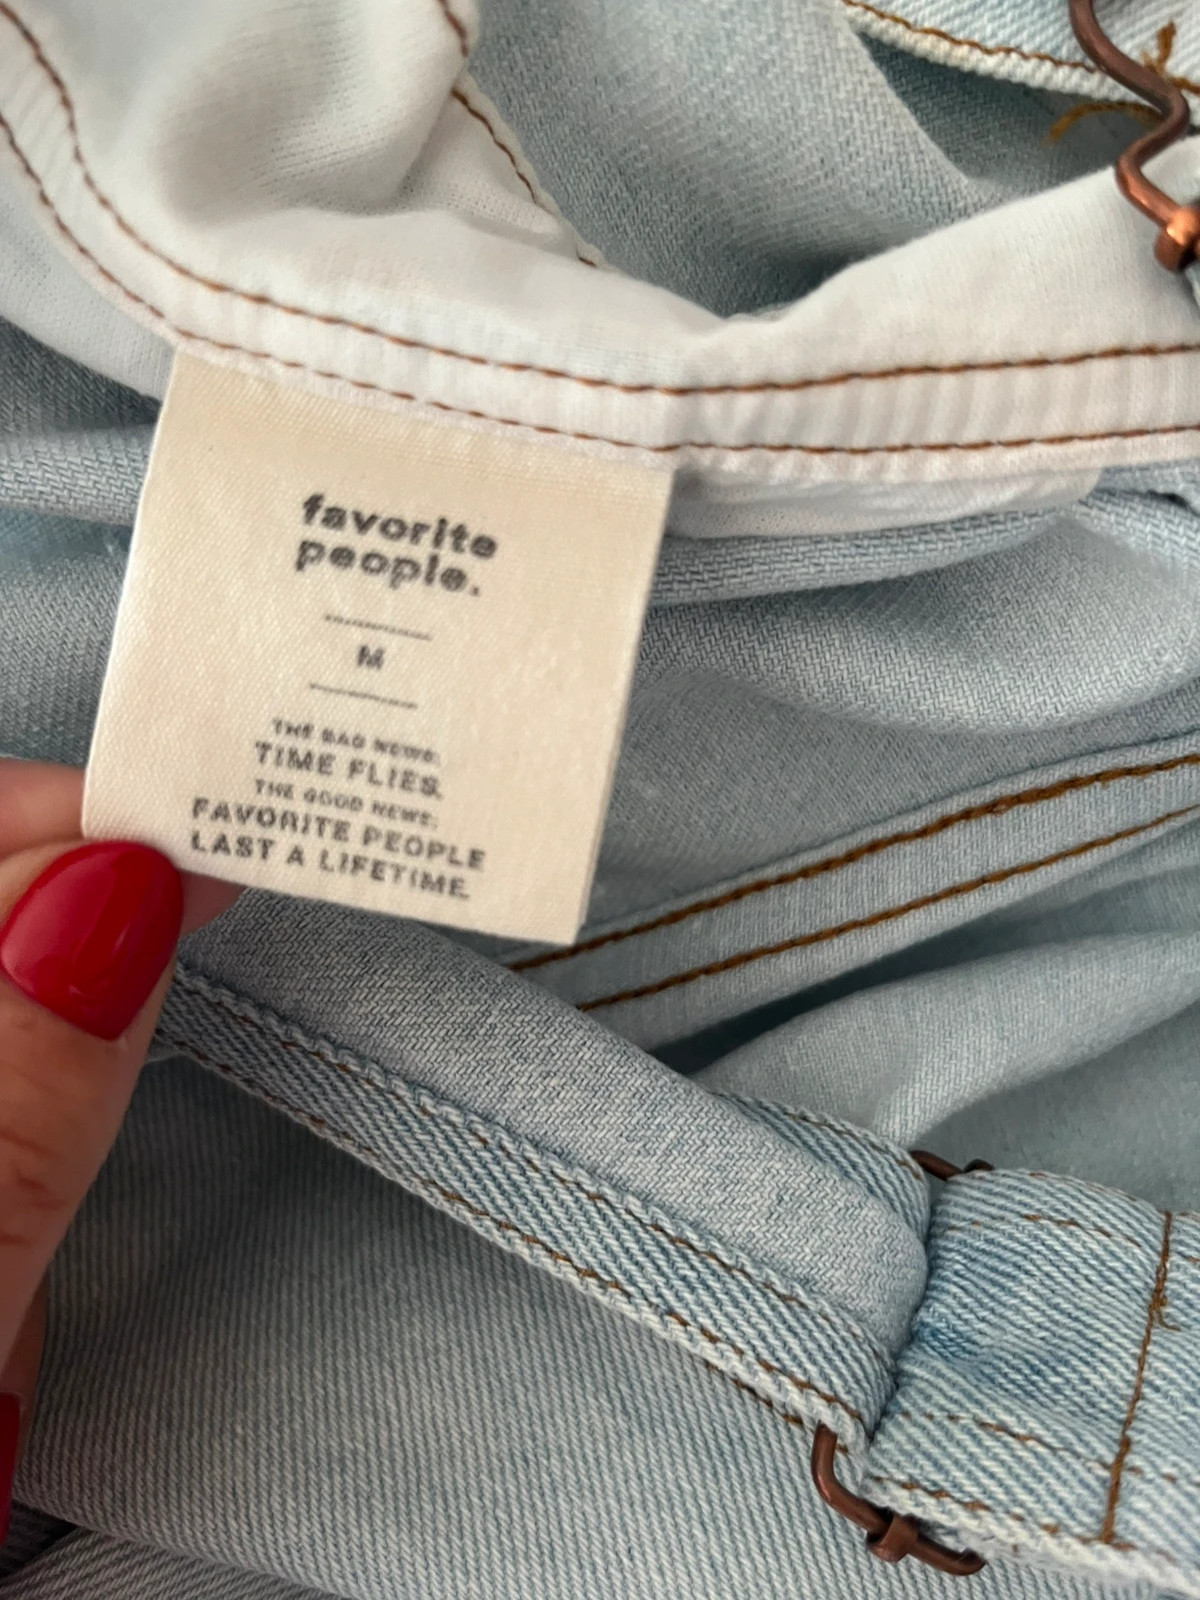 favorite
people.
M
THE BAD NEWS:
TIME FLIES.
THE GOOD NEWS:
FAVORITE PEOPLE
LAST A LIFETIME.